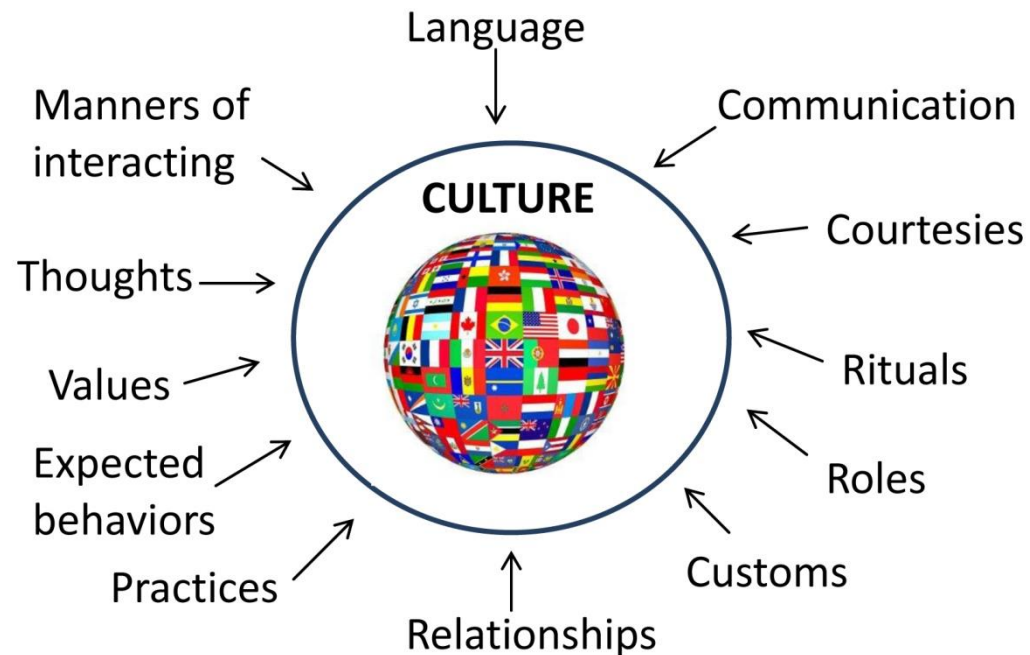 Language
Communication
Courtesies
Rituals
Roles
Customs
Relationships
Practices
Expected
behaviors
Values
Thoughts
Manners of
interacting
CULTURE